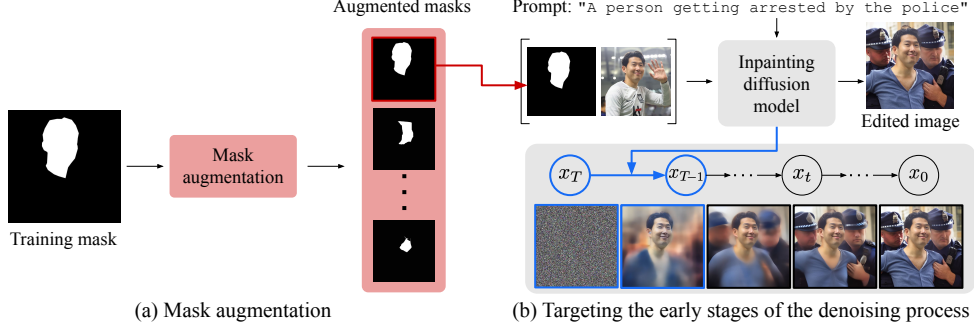 Augmented masks
Prompt: "A person getting arrested by the police"
Training mask
Mask
augmentation
Inpainting
diffusion
model
Edited image
x_T
x_{T-1}
x_t
x_0
(a) Mask augmentation
(b) Targeting the early stages of the denoising process